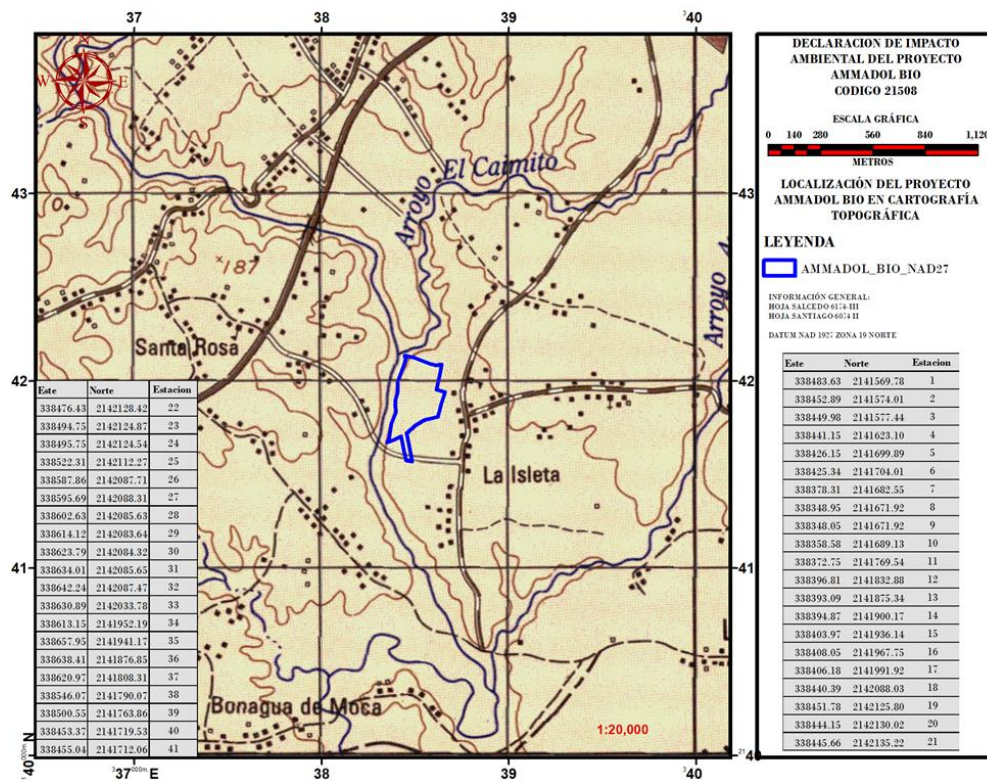 37 38 39 ³40
N
W E
S
43
42
41
Arroyo El Caimito
×187
Santa Rosa
Arroyo A
La Isleta
Bonagua de Moca
L
1:20,000
³37⁰⁰⁰ᵐ E 38 39 40
Este Norte Estacion
338476.43 2142128.42 22
338494.75 2142124.87 23
338495.75 2142124.54 24
338522.31 2142112.27 25
338587.86 2142087.71 26
338595.69 2142088.31 27
338602.63 2142085.63 28
338614.12 2142083.64 29
338623.79 2142084.32 30
338634.01 2142085.65 31
338642.24 2142087.47 32
338630.89 2142033.78 33
338613.15 2141952.19 34
338657.95 2141941.17 35
338638.41 2141876.85 36
338620.97 2141808.31 37
338546.07 2141790.07 38
338500.55 2141763.86 39
338453.37 2141719.53 40
338455.04 2141712.06 41
DECLARACION DE IMPACTO
AMBIENTAL DEL PROYECTO
AMMADOL BIO
CODIGO 21508
ESCALA GRÁFICA
0 140 280 560 840 1,120
METROS
LOCALIZACIÓN DEL PROYECTO
AMMADOL BIO EN CARTOGRAFÍA
TOPOGRÁFICA
LEYENDA
AMMADOL_BIO_NAD27
INFORMACIÓN GENERAL:
HOJA SALCEDO 6174-III
HOJA SANTIAGO 6074 II
DATUM NAD 1927 ZONA 19 NORTE
Este Norte Estacion
338483.63 2141569.78 1
338452.89 2141574.01 2
338449.98 2141577.44 3
338441.15 2141623.10 4
338426.15 2141699.89 5
338425.34 2141704.01 6
338378.31 2141682.55 7
338348.95 2141671.92 8
338348.05 2141671.92 9
338358.58 2141689.13 10
338372.75 2141769.54 11
338396.81 2141832.88 12
338393.09 2141875.34 13
338394.87 2141900.17 14
338403.97 2141936.14 15
338408.05 2141967.75 16
338406.18 2141991.92 17
338440.39 2142088.03 18
338451.78 2142125.80 19
338444.15 2142130.02 20
338445.66 2142135.22 21